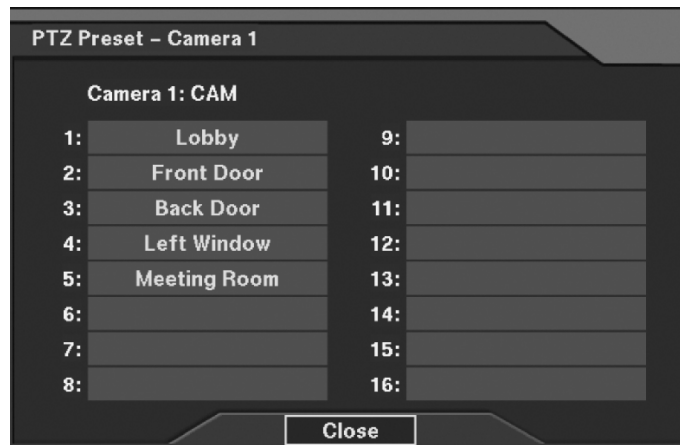 PTZ Preset – Camera 1
Camera 1: CAM
1: Lobby 9:
2: Front Door 10:
3: Back Door 11:
4: Left Window 12:
5: Meeting Room 13:
6: 14:
7: 15:
8: 16:
Close